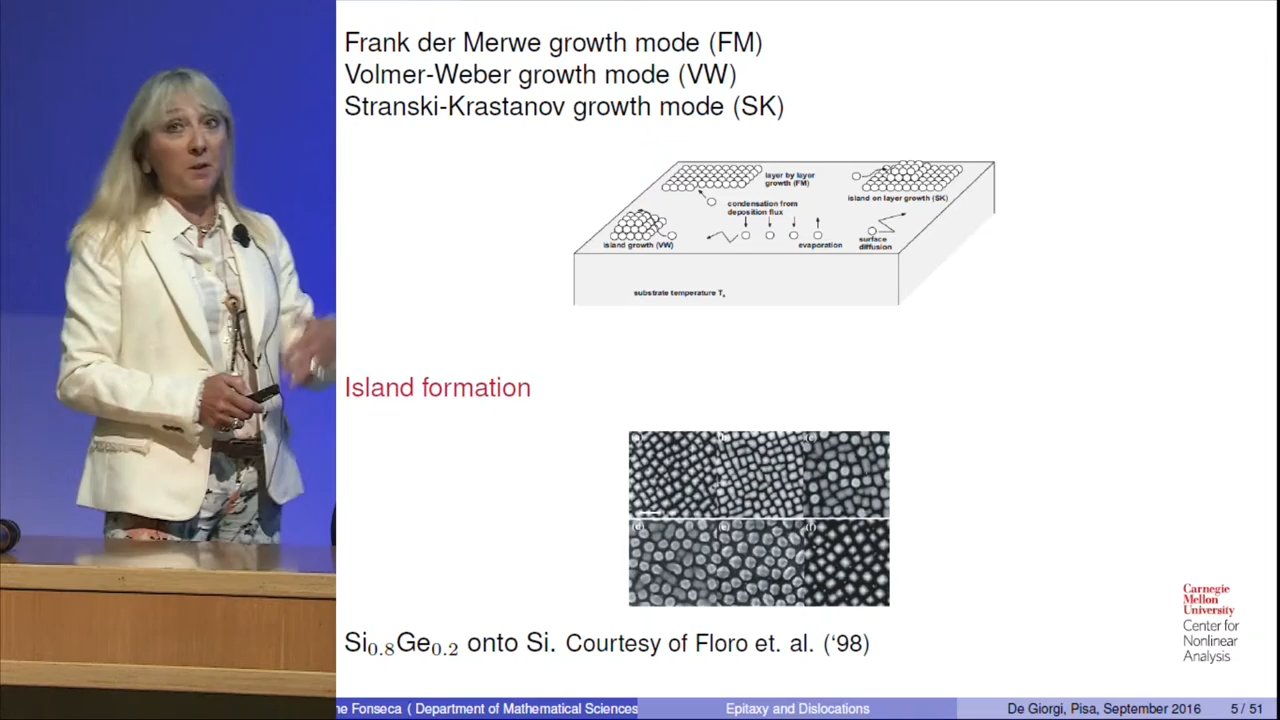 Frank der Merwe growth mode (FM)
Volmer-Weber growth mode (VW)
Stranski-Krastanov growth mode (SK)
layer by layer
growth (FM)
island on layer growth (SK)
condensation from
deposition flux
island growth (VW)
evaporation
surface
diffusion
substrate temperature Tₛ
Island formation
(a) (b) (c)
(d) (e) (f)
Si₀.₈Ge₀.₂ onto Si. Courtesy of Floro et. al. (‘98)
Carnegie
Mellon
University
Center for
Nonlinear
Analysis
ne Fonseca ( Department of Mathematical Sciences
Epitaxy and Dislocations
De Giorgi, Pisa, September 2016 5 / 51